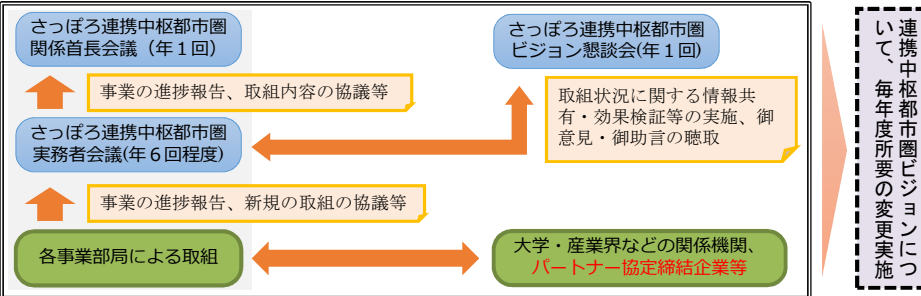 さっぽろ連携中枢都市圏
関係首長会議（年１回）
さっぽろ連携中枢都市圏
ビジョン懇談会(年１回)
事業の進捗報告、取組内容の協議等
取組状況に関する情報共
有・効果検証等の実施、御
意見・御助言の聴取
さっぽろ連携中枢都市圏
実務者会議(年６回程度)
事業の進捗報告、新規の取組の協議等
各事業部局による取組
大学・産業界などの関係機関、
パートナー協定締結企業等
連携中枢都市圏ビジョンにつ
いて、毎年度所要の変更実施